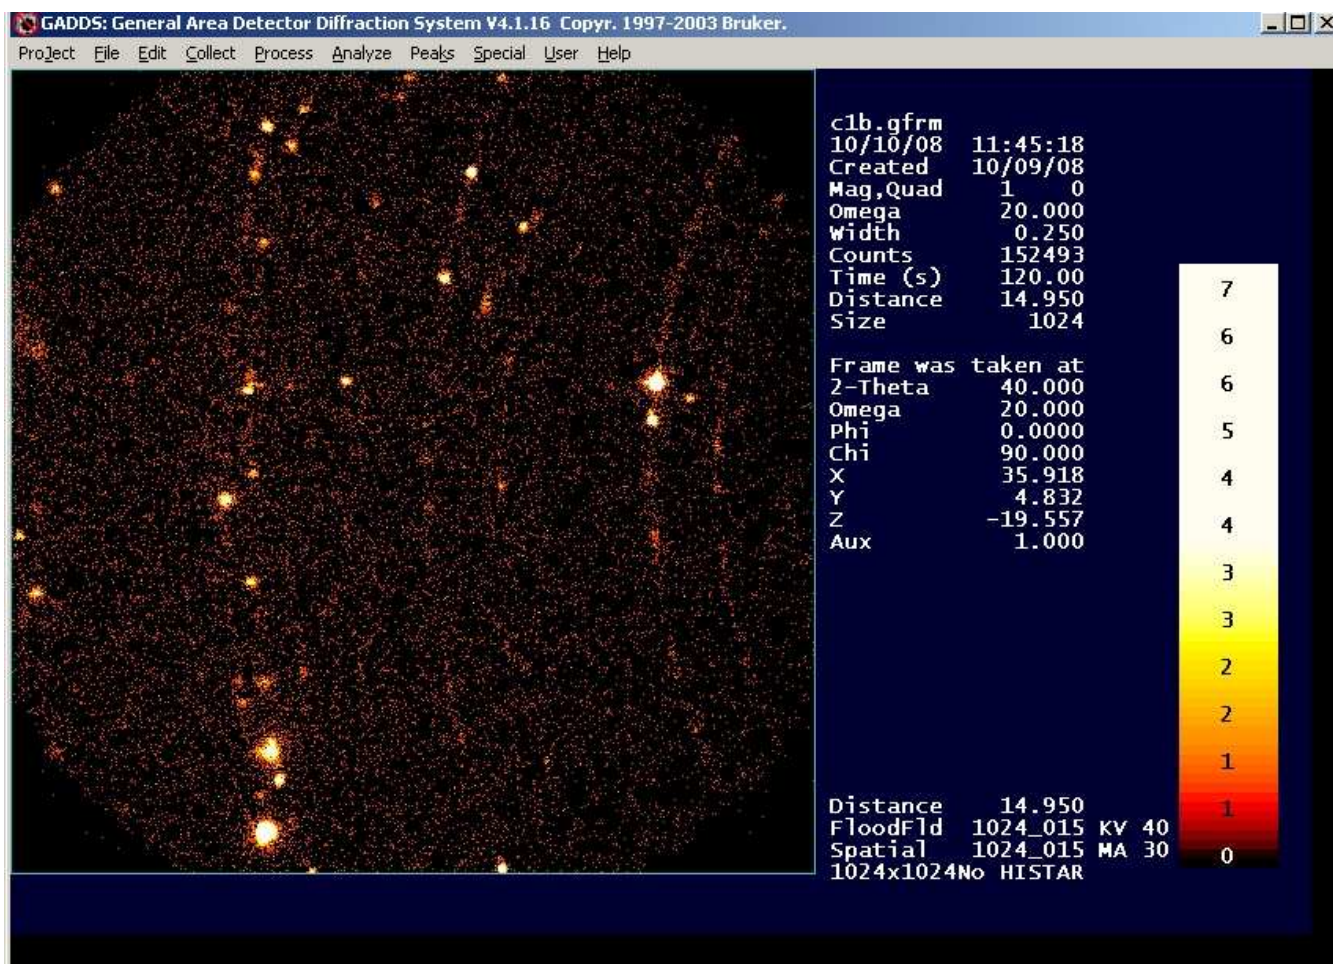 GADDS: General Area Detector Diffraction System V4.1.16 Copyr. 1997-2003 Bruker.
ProJect File Edit Collect Process Analyze Peaks Special User Help
c1b.gfrm
10/10/08 11:45:18
Created 10/09/08
Mag,Quad 1 0
Omega 20.000
Width 0.250
Counts 152493
Time (s) 120.00
Distance 14.950
Size 1024
Frame was taken at
2-Theta 40.000
Omega 20.000
Phi 0.0000
Chi 90.000
X 35.918
Y 4.832
Z -19.557
Aux 1.000
Distance 14.950
FloodFld 1024_015 KV 40
Spatial 1024_015 MA 30
1024x1024No HISTAR
7
6
6
5
4
4
3
3
2
2
1
1
0